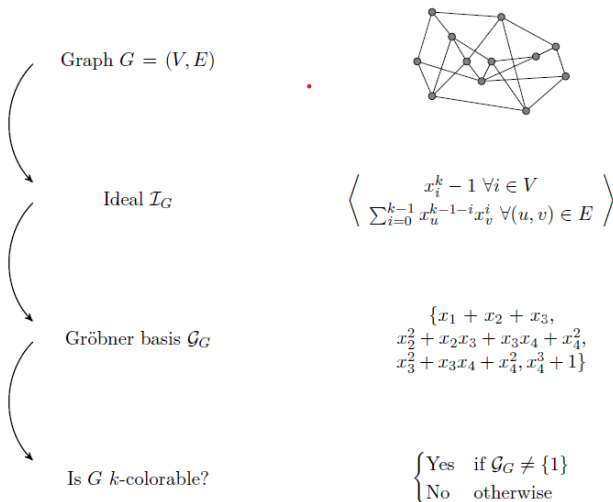 Graph G = (V, E)
Ideal 𝓘_G
⟨ x_i^k − 1 ∀i ∈ V
∑_{i=0}^{k−1} x_u^{k−1−i} x_v^i ∀(u, v) ∈ E ⟩
Gröbner basis 𝓖_G
{x_1 + x_2 + x_3,
x_2^2 + x_2x_3 + x_3x_4 + x_4^2,
x_3^2 + x_3x_4 + x_4^2, x_4^3 + 1}
Is G k-colorable?
{ Yes if 𝓖_G ≠ {1}
No otherwise